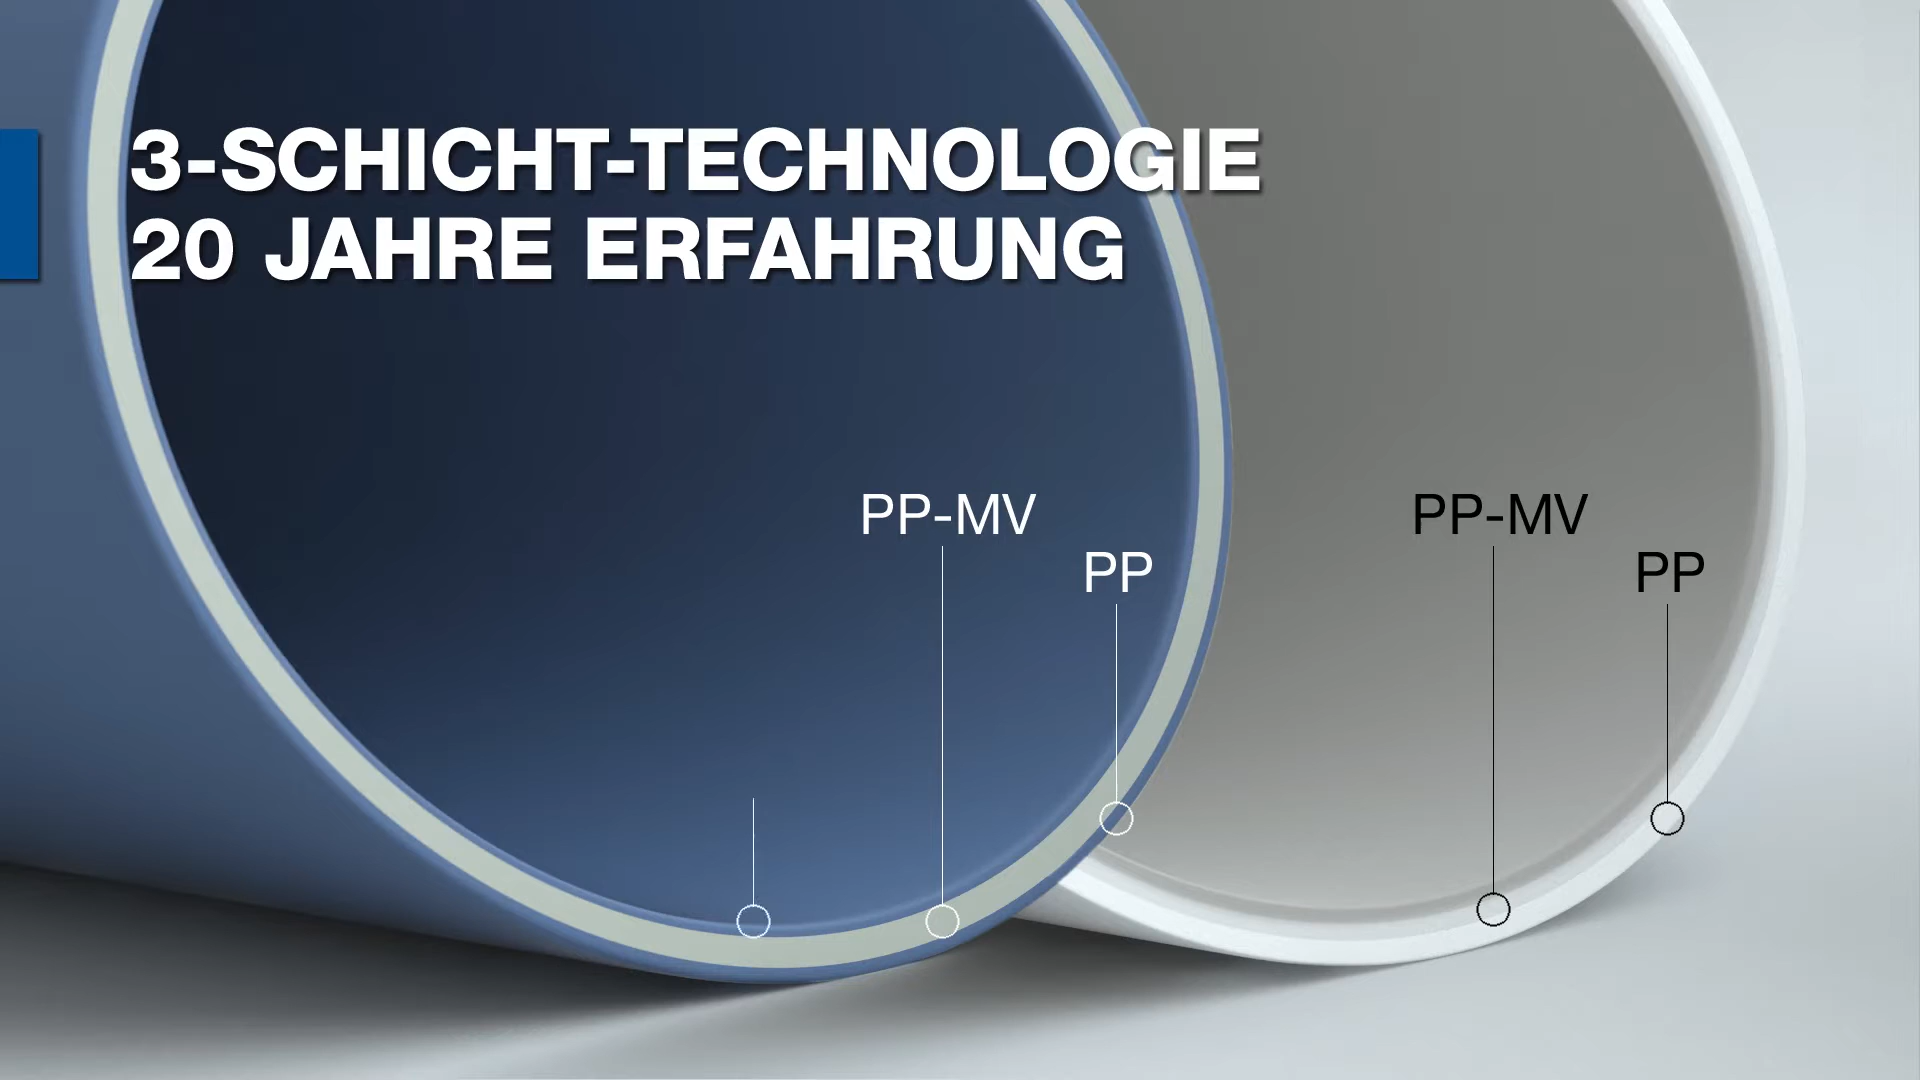 3-SCHICHT-TECHNOLOGIE
20 JAHRE ERFAHRUNG
PP-MV
PP
PP-MV
PP